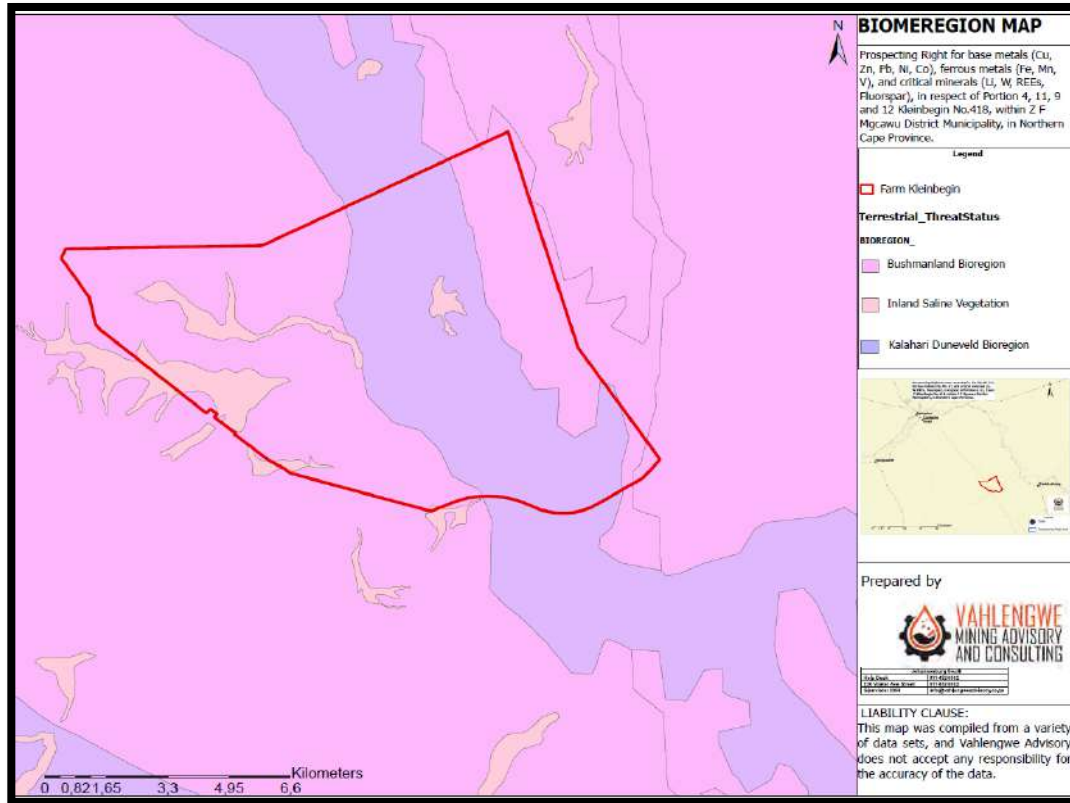 N
BIOMEREGION MAP
Prospecting Right for base metals (Cu,
Zn, Pb, Ni, Co), ferrous metals (Fe, Mn,
V), and critical minerals (Li, W, REEs,
Fluorspar), in respect of Portion 4, 11, 9
and 12 Kleinbegin No.418, within Z F
Mgcawu District Municipality, in Northern
Cape Province.
Legend
Farm Kleinbegin
Terrestrial_ThreatStatus
BIOREGION_
Bushmanland Bioregion
Inland Saline Vegetation
Kalahari Duneveld Bioregion
Prepared by
VAHLENGWE
MINING ADVISORY
AND CONSULTING
LIABILITY CLAUSE:
This map was compiled from a variety
of data sets, and Vahlengwe Advisory
does not accept any responsibility for
the accuracy of the data.
Kilometers
0 0,82 1,65 3,3 4,95 6,6